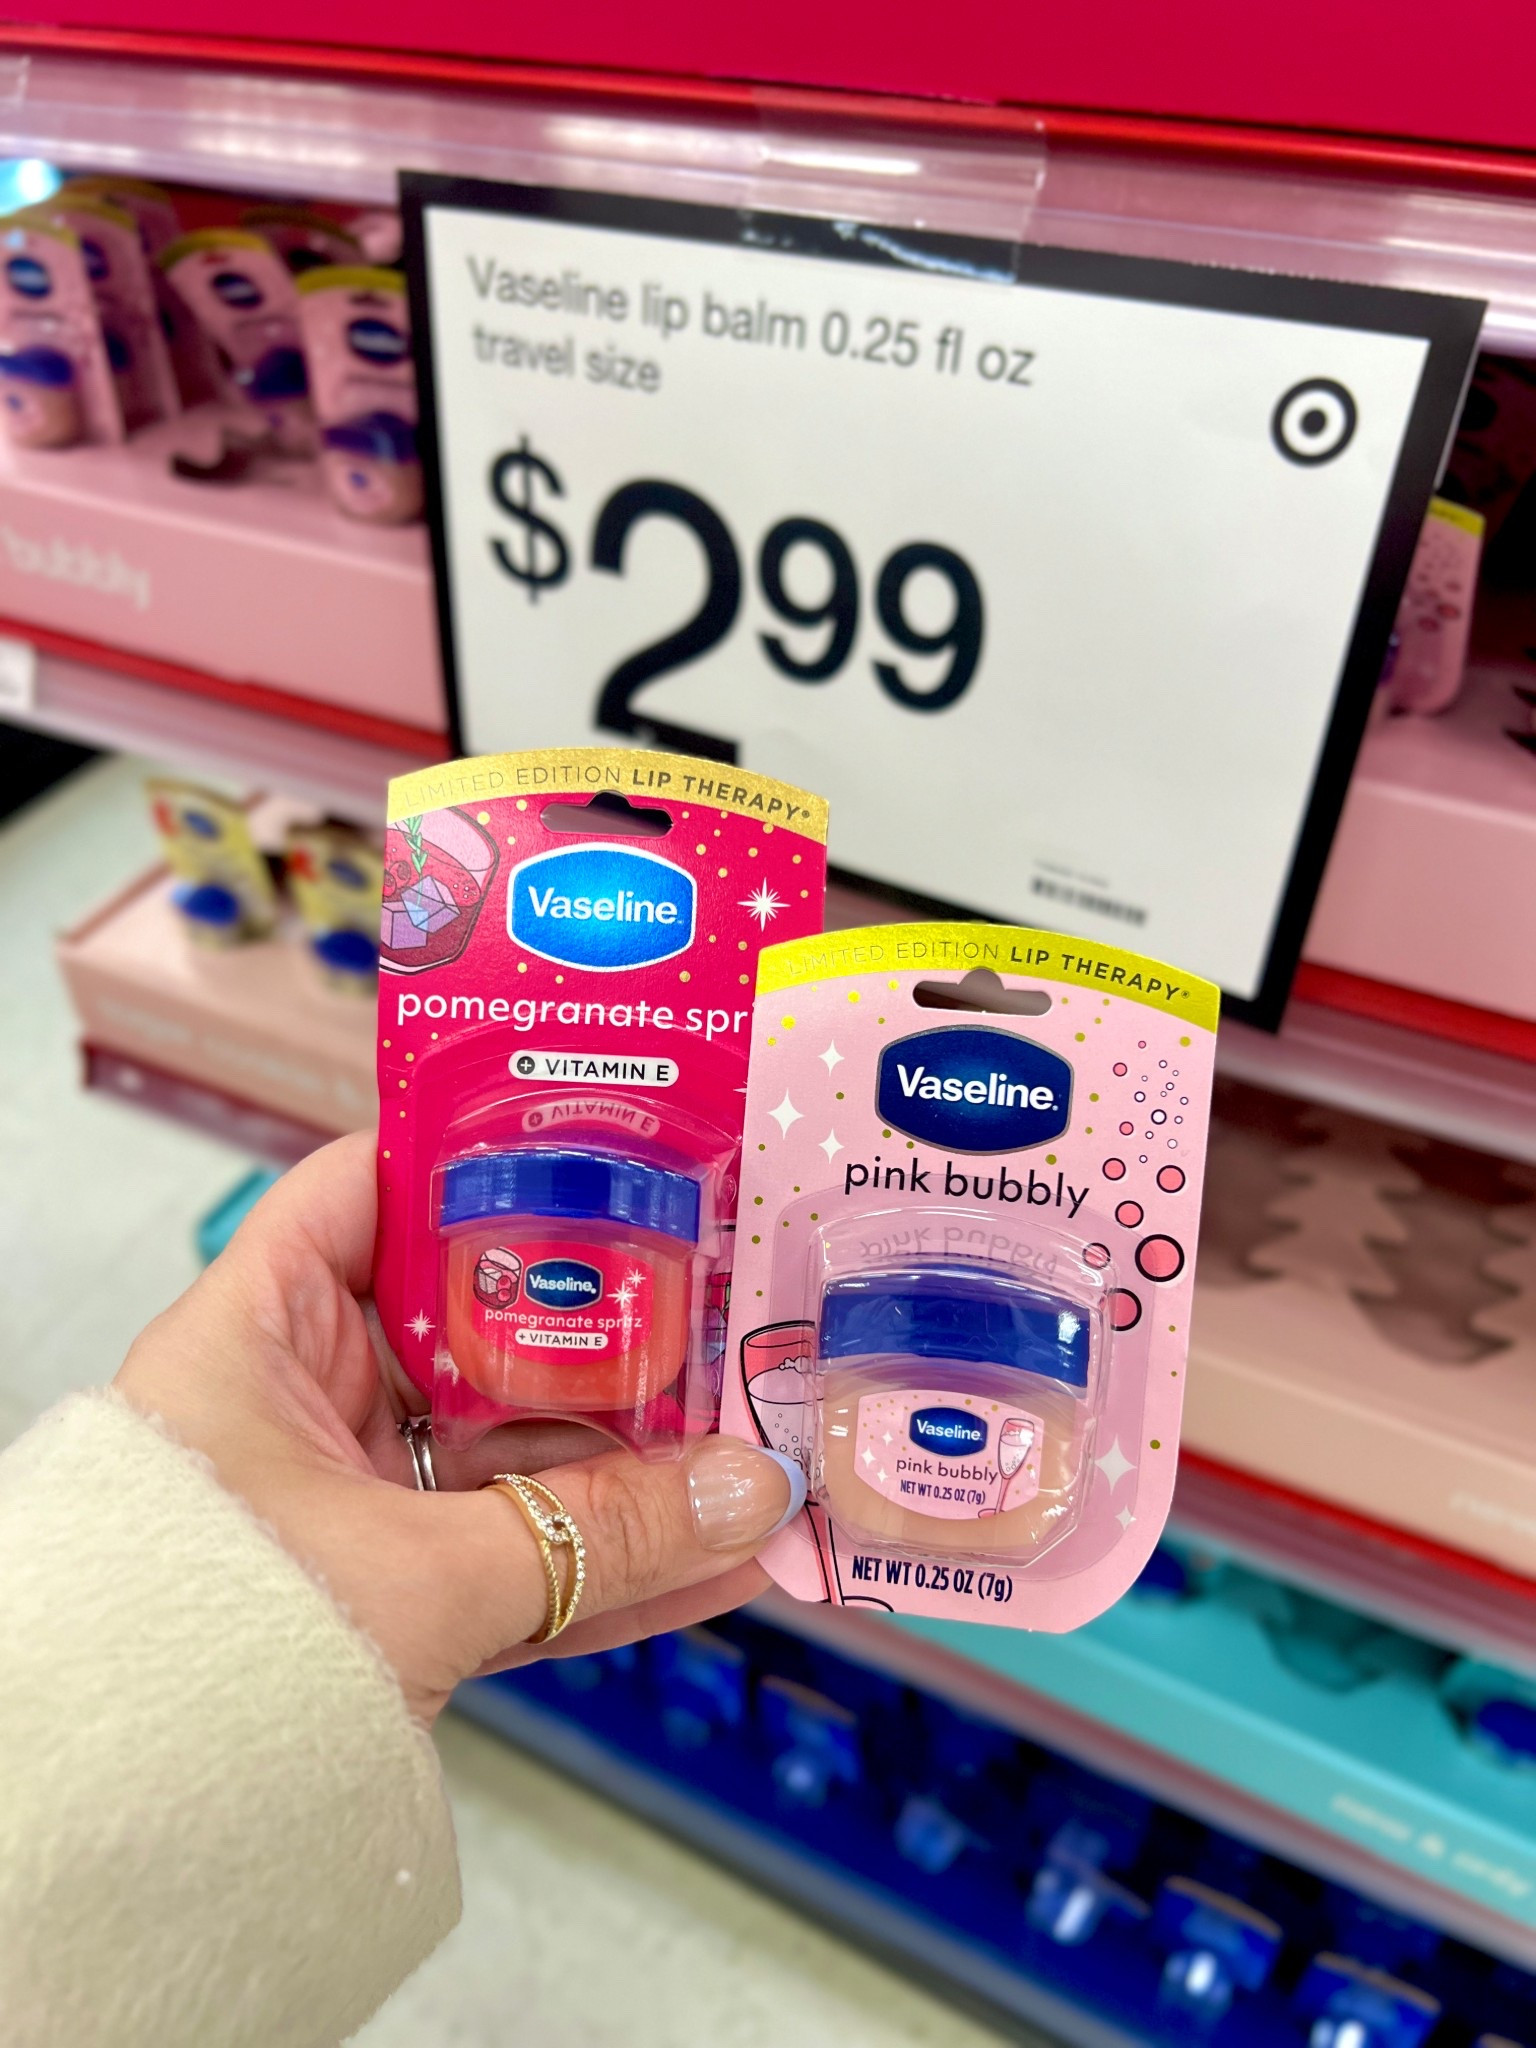 Vaseline lip balm 0.25 fl oz
travel size
$2 99
LIMITED EDITION LIP THERAPY®
Vaseline
pomegranate spr
+ VITAMIN E
Vaseline
pomegranate spritz
+ VITAMIN E
LIMITED EDITION LIP THERAPY®
Vaseline
pink bubbly
Vaseline
pink bubbly
NET WT 0.25 OZ (7g)
NET WT 0.25 OZ (7g)
bubbly